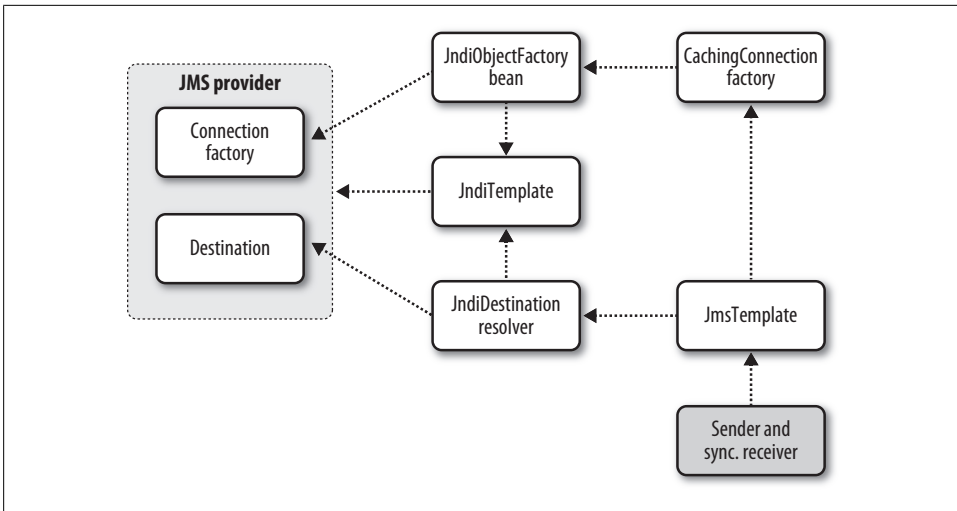 JMS provider
Connection
factory
Destination
JndiObjectFactory
bean
JndiTemplate
JndiDestination
resolver
CachingConnection
factory
JmsTemplate
Sender and
sync. receiver